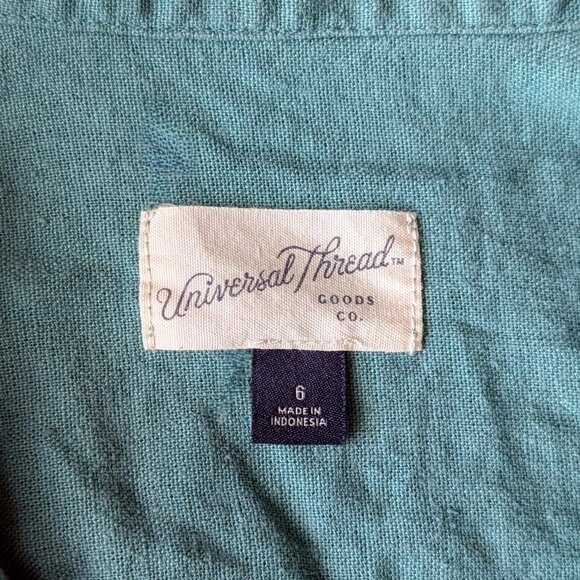 Universal Thread™
GOODS
CO.
6
MADE IN
INDONESIA